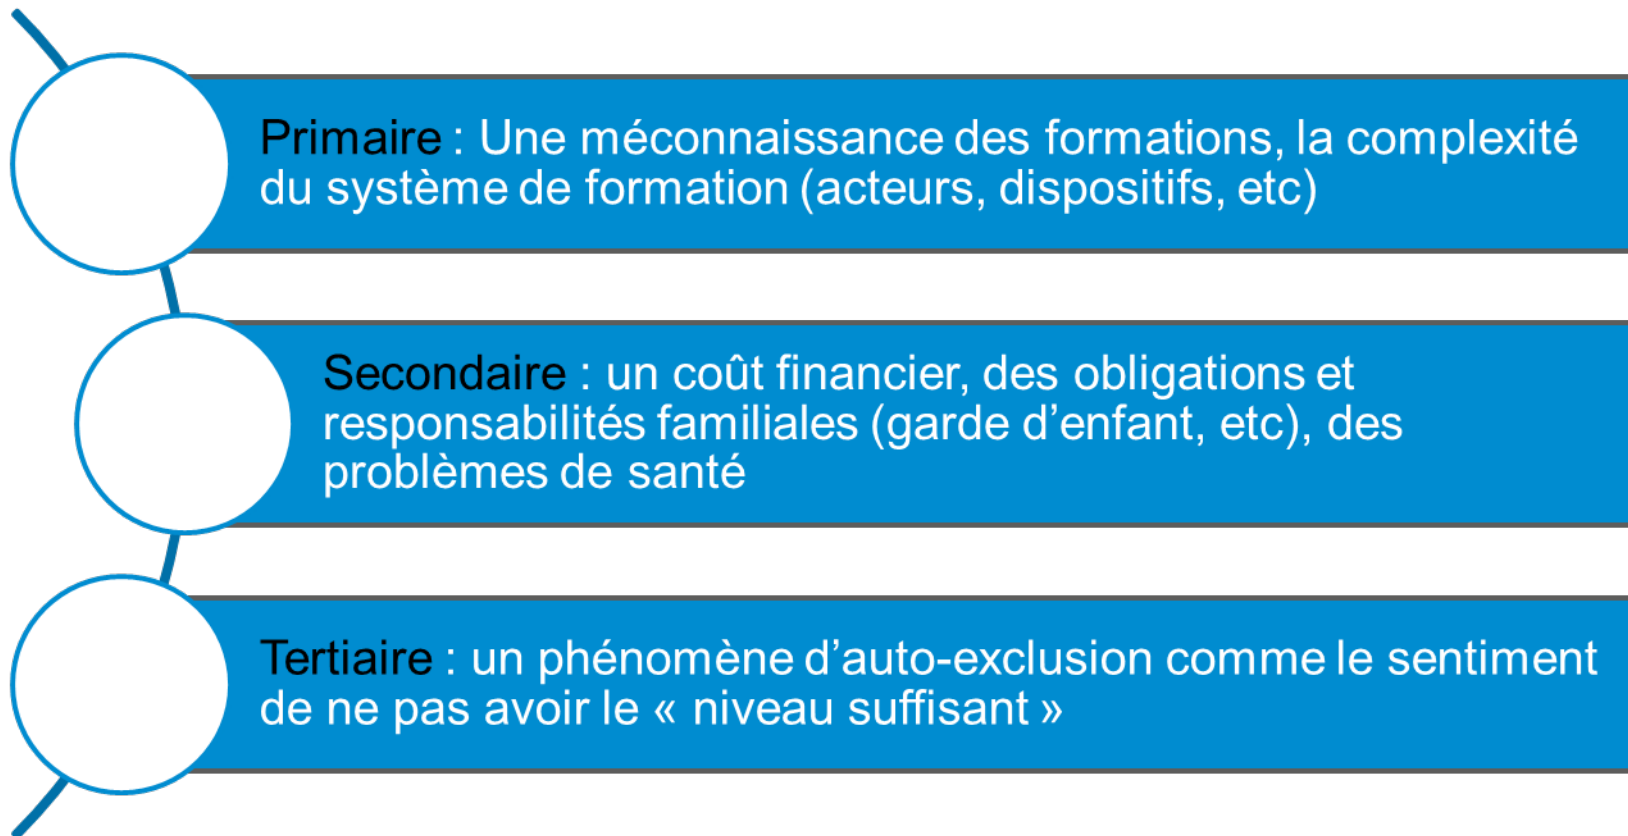 Primaire : Une méconnaissance des formations, la complexité
du système de formation (acteurs, dispositifs, etc)
Secondaire : un coût financier, des obligations et
responsabilités familiales (garde d’enfant, etc), des
problèmes de santé
Tertiaire : un phénomène d’auto-exclusion comme le sentiment
de ne pas avoir le « niveau suffisant »